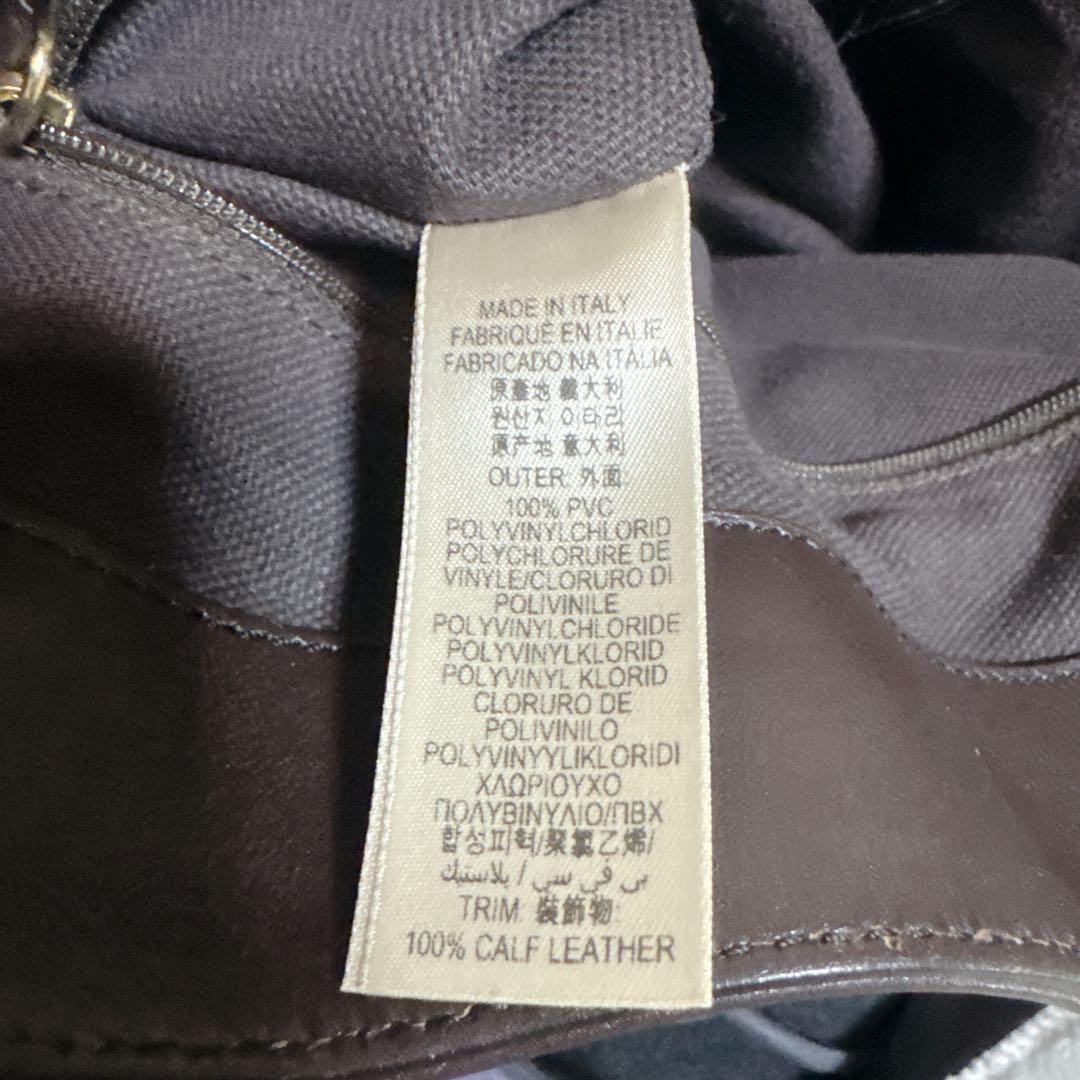 MADE IN ITALY
FABRIQUÉ EN ITALIE
FABRICADO NA ITÁLIA
原產地 義大利
원산지 이타리
原产地 意大利
OUTER: 外面
100% PVC
POLYVINYLCHLORID
POLYCHLORURE DE
VINYLE/CLORURO DI
POLIVINILE
POLYVINYLCHLORIDE
POLYVINYLKLORID
POLYVINYL KLORID
CLORURO DE
POLIVINILO
POLYVINYYLIKLORIDI
ΧΛΩΡΙΟΥΧΟ
ΠΟΛΥΒΙΝΥΛΙΟ/ПВХ
합성피혁/聚氯乙烯/
بي في سي / بلاستيك
TRIM: 裝飾物:
100% CALF LEATHER